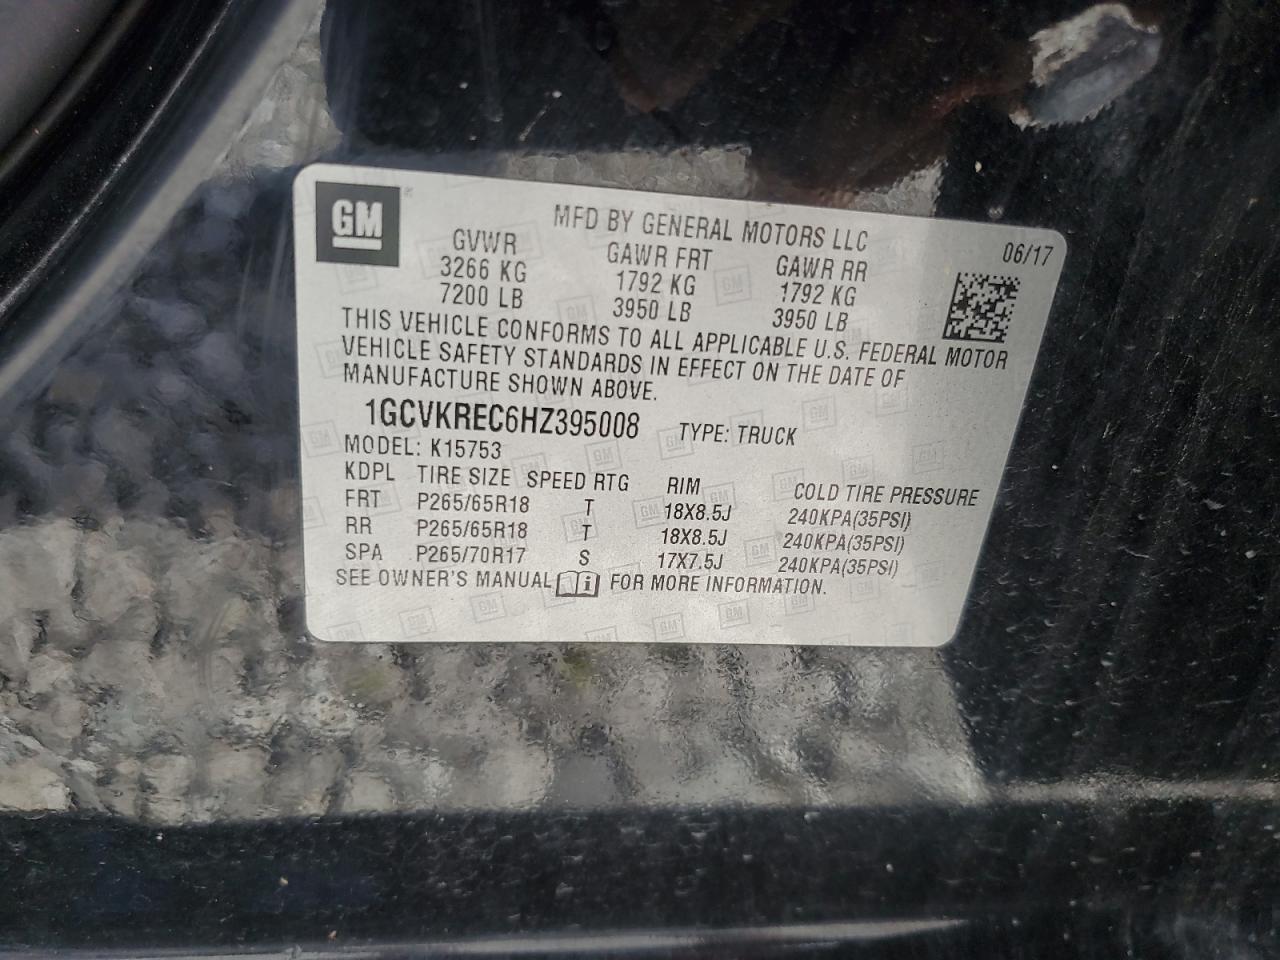 GM
MFD BY GENERAL MOTORS LLC
06/17
GVWR GAWR FRT GAWR RR
3266 KG 1792 KG 1792 KG
7200 LB 3950 LB 3950 LB
THIS VEHICLE CONFORMS TO ALL APPLICABLE U.S. FEDERAL MOTOR
VEHICLE SAFETY STANDARDS IN EFFECT ON THE DATE OF
MANUFACTURE SHOWN ABOVE.
1GCVKREC6HZ395008 TYPE: TRUCK
MODEL: K15753
KDPL TIRE SIZE SPEED RTG RIM COLD TIRE PRESSURE
FRT P265/65R18 T 18X8.5J 240KPA(35PSI)
RR P265/65R18 T 18X8.5J 240KPA(35PSI)
SPA P265/70R17 S 17X7.5J 240KPA(35PSI)
SEE OWNER'S MANUAL FOR MORE INFORMATION.